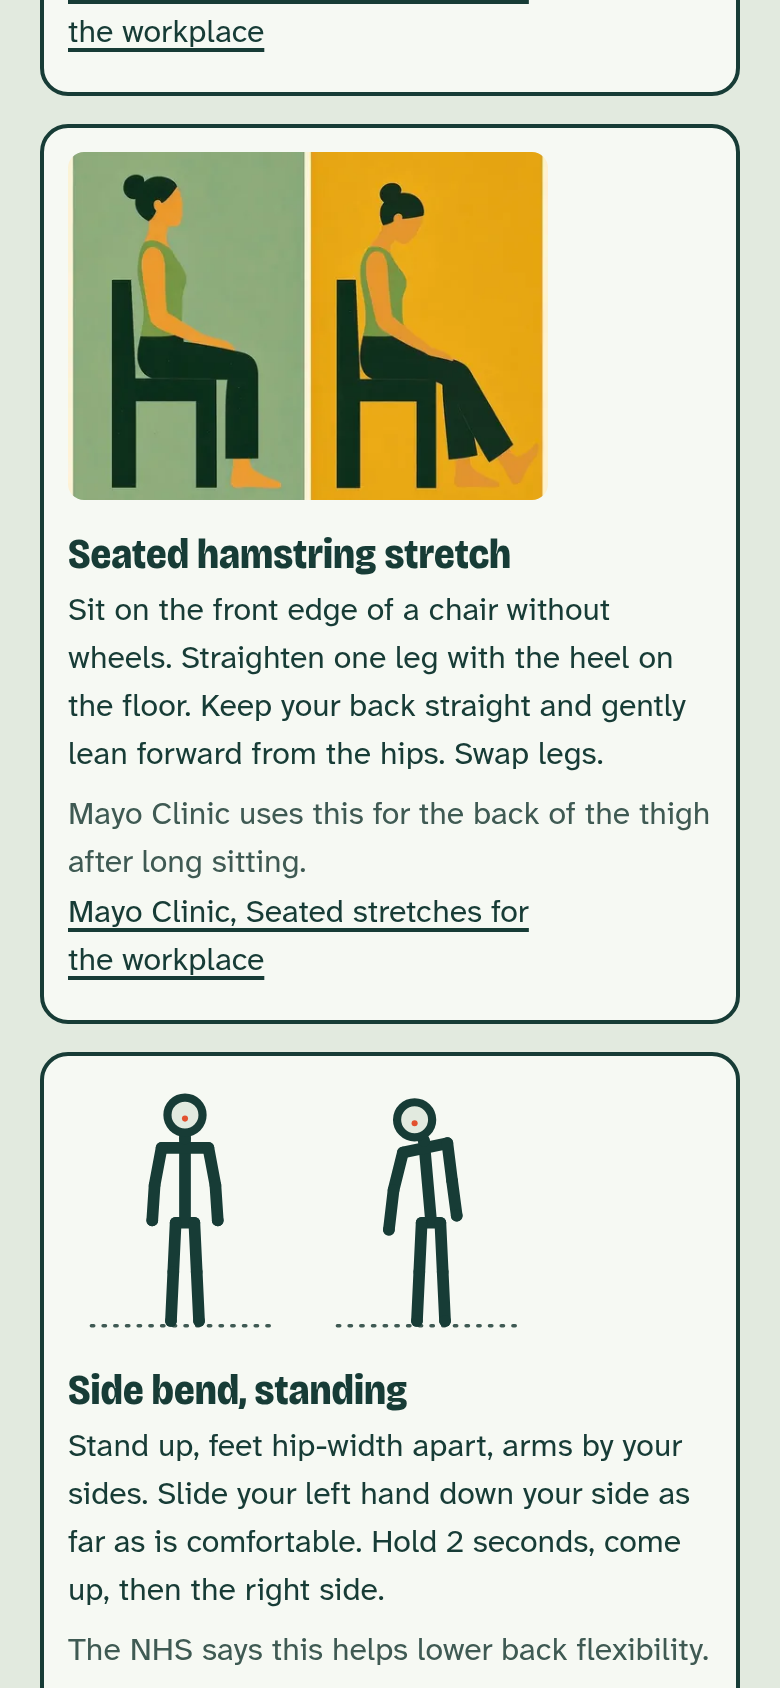 the workplace
Seated hamstring stretch
Sit on the front edge of a chair without
wheels. Straighten one leg with the heel on
the floor. Keep your back straight and gently
lean forward from the hips. Swap legs.
Mayo Clinic uses this for the back of the thigh
after long sitting.
Mayo Clinic, Seated stretches for
the workplace
Side bend, standing
Stand up, feet hip-width apart, arms by your
sides. Slide your left hand down your side as
far as is comfortable. Hold 2 seconds, come
up, then the right side.
The NHS says this helps lower back flexibility.